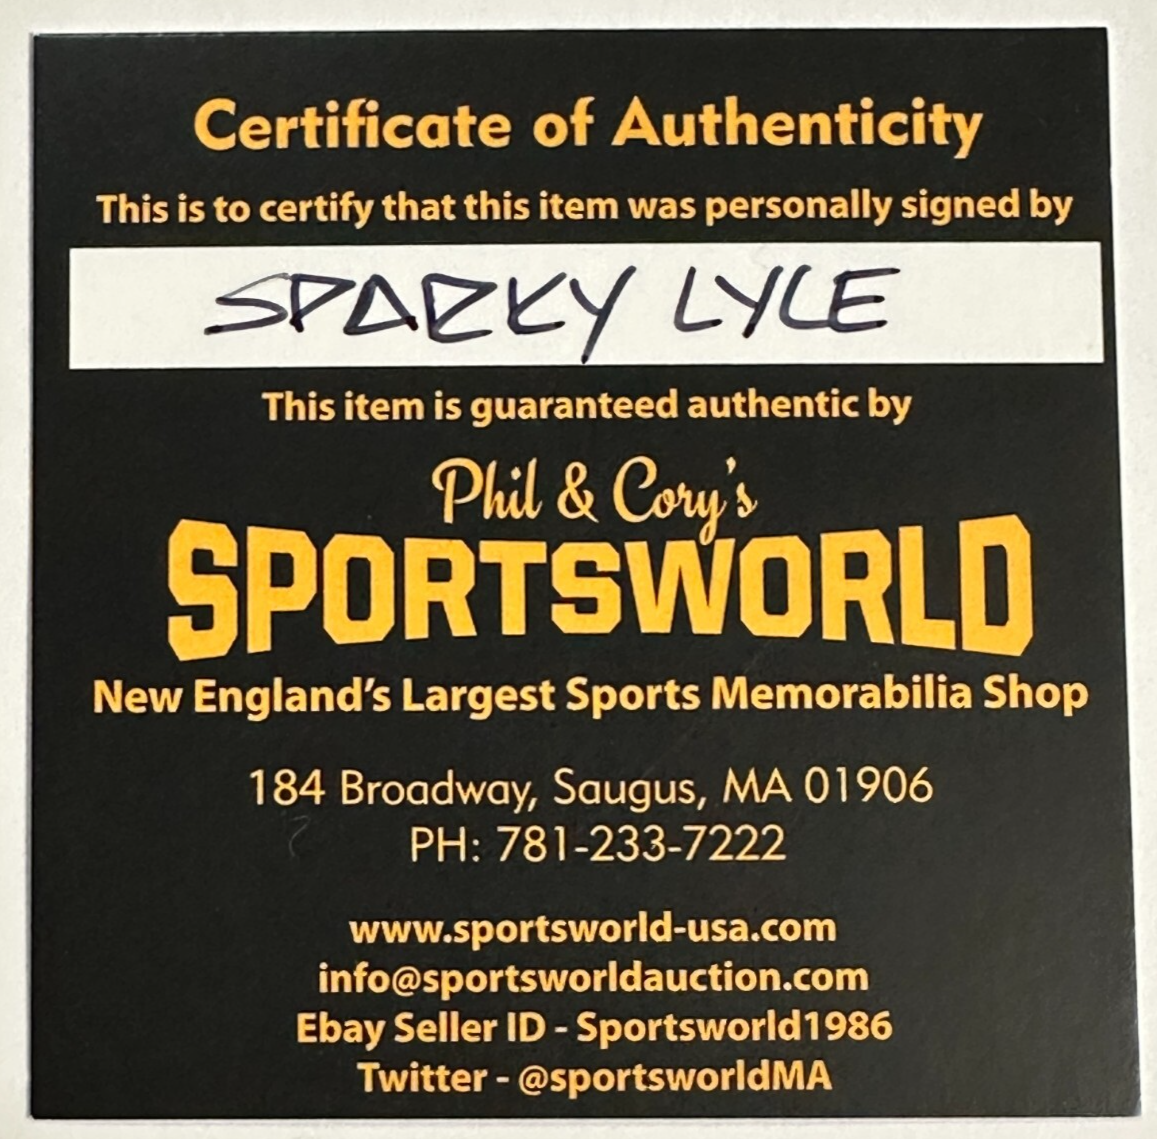 Certificate of Authenticity
This is to certify that this item was personally signed by
SPARKY LYLE
This item is guaranteed authentic by
Phil & Cory's
SPORTSWORLD
New England's Largest Sports Memorabilia Shop
184 Broadway, Saugus, MA 01906
PH: 781-233-7222
www.sportsworld-usa.com
info@sportsworldauction.com
Ebay Seller ID - Sportsworld1986
Twitter - @sportsworldMA